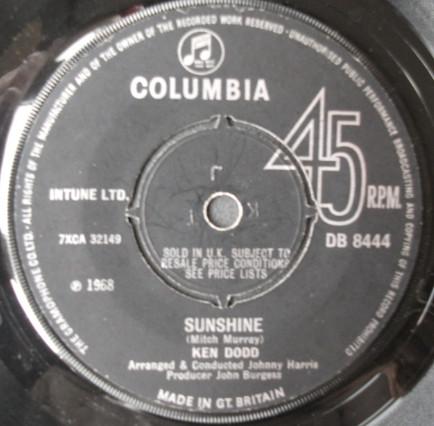 THE GRAMOPHONE CO. LTD. · ALL RIGHTS OF THE MANUFACTURER AND OF THE OWNER OF THE RECORDED WORK RESERVED · UNAUTHORISED PUBLIC PERFORMANCE BROADCASTING AND COPYING OF THIS RECORD PROHIBITED
COLUMBIA
45
R.P.M.
INTUNE LTD.
7XCA 32149
DB 8444
SOLD IN U.K. SUBJECT TO
RESALE PRICE CONDITIONS
SEE PRICE LISTS
℗ 1968
SUNSHINE
(Mitch Murray)
KEN DODD
Arranged & Conducted Johnny Harris
Producer John Burgess
MADE IN GT. BRITAIN